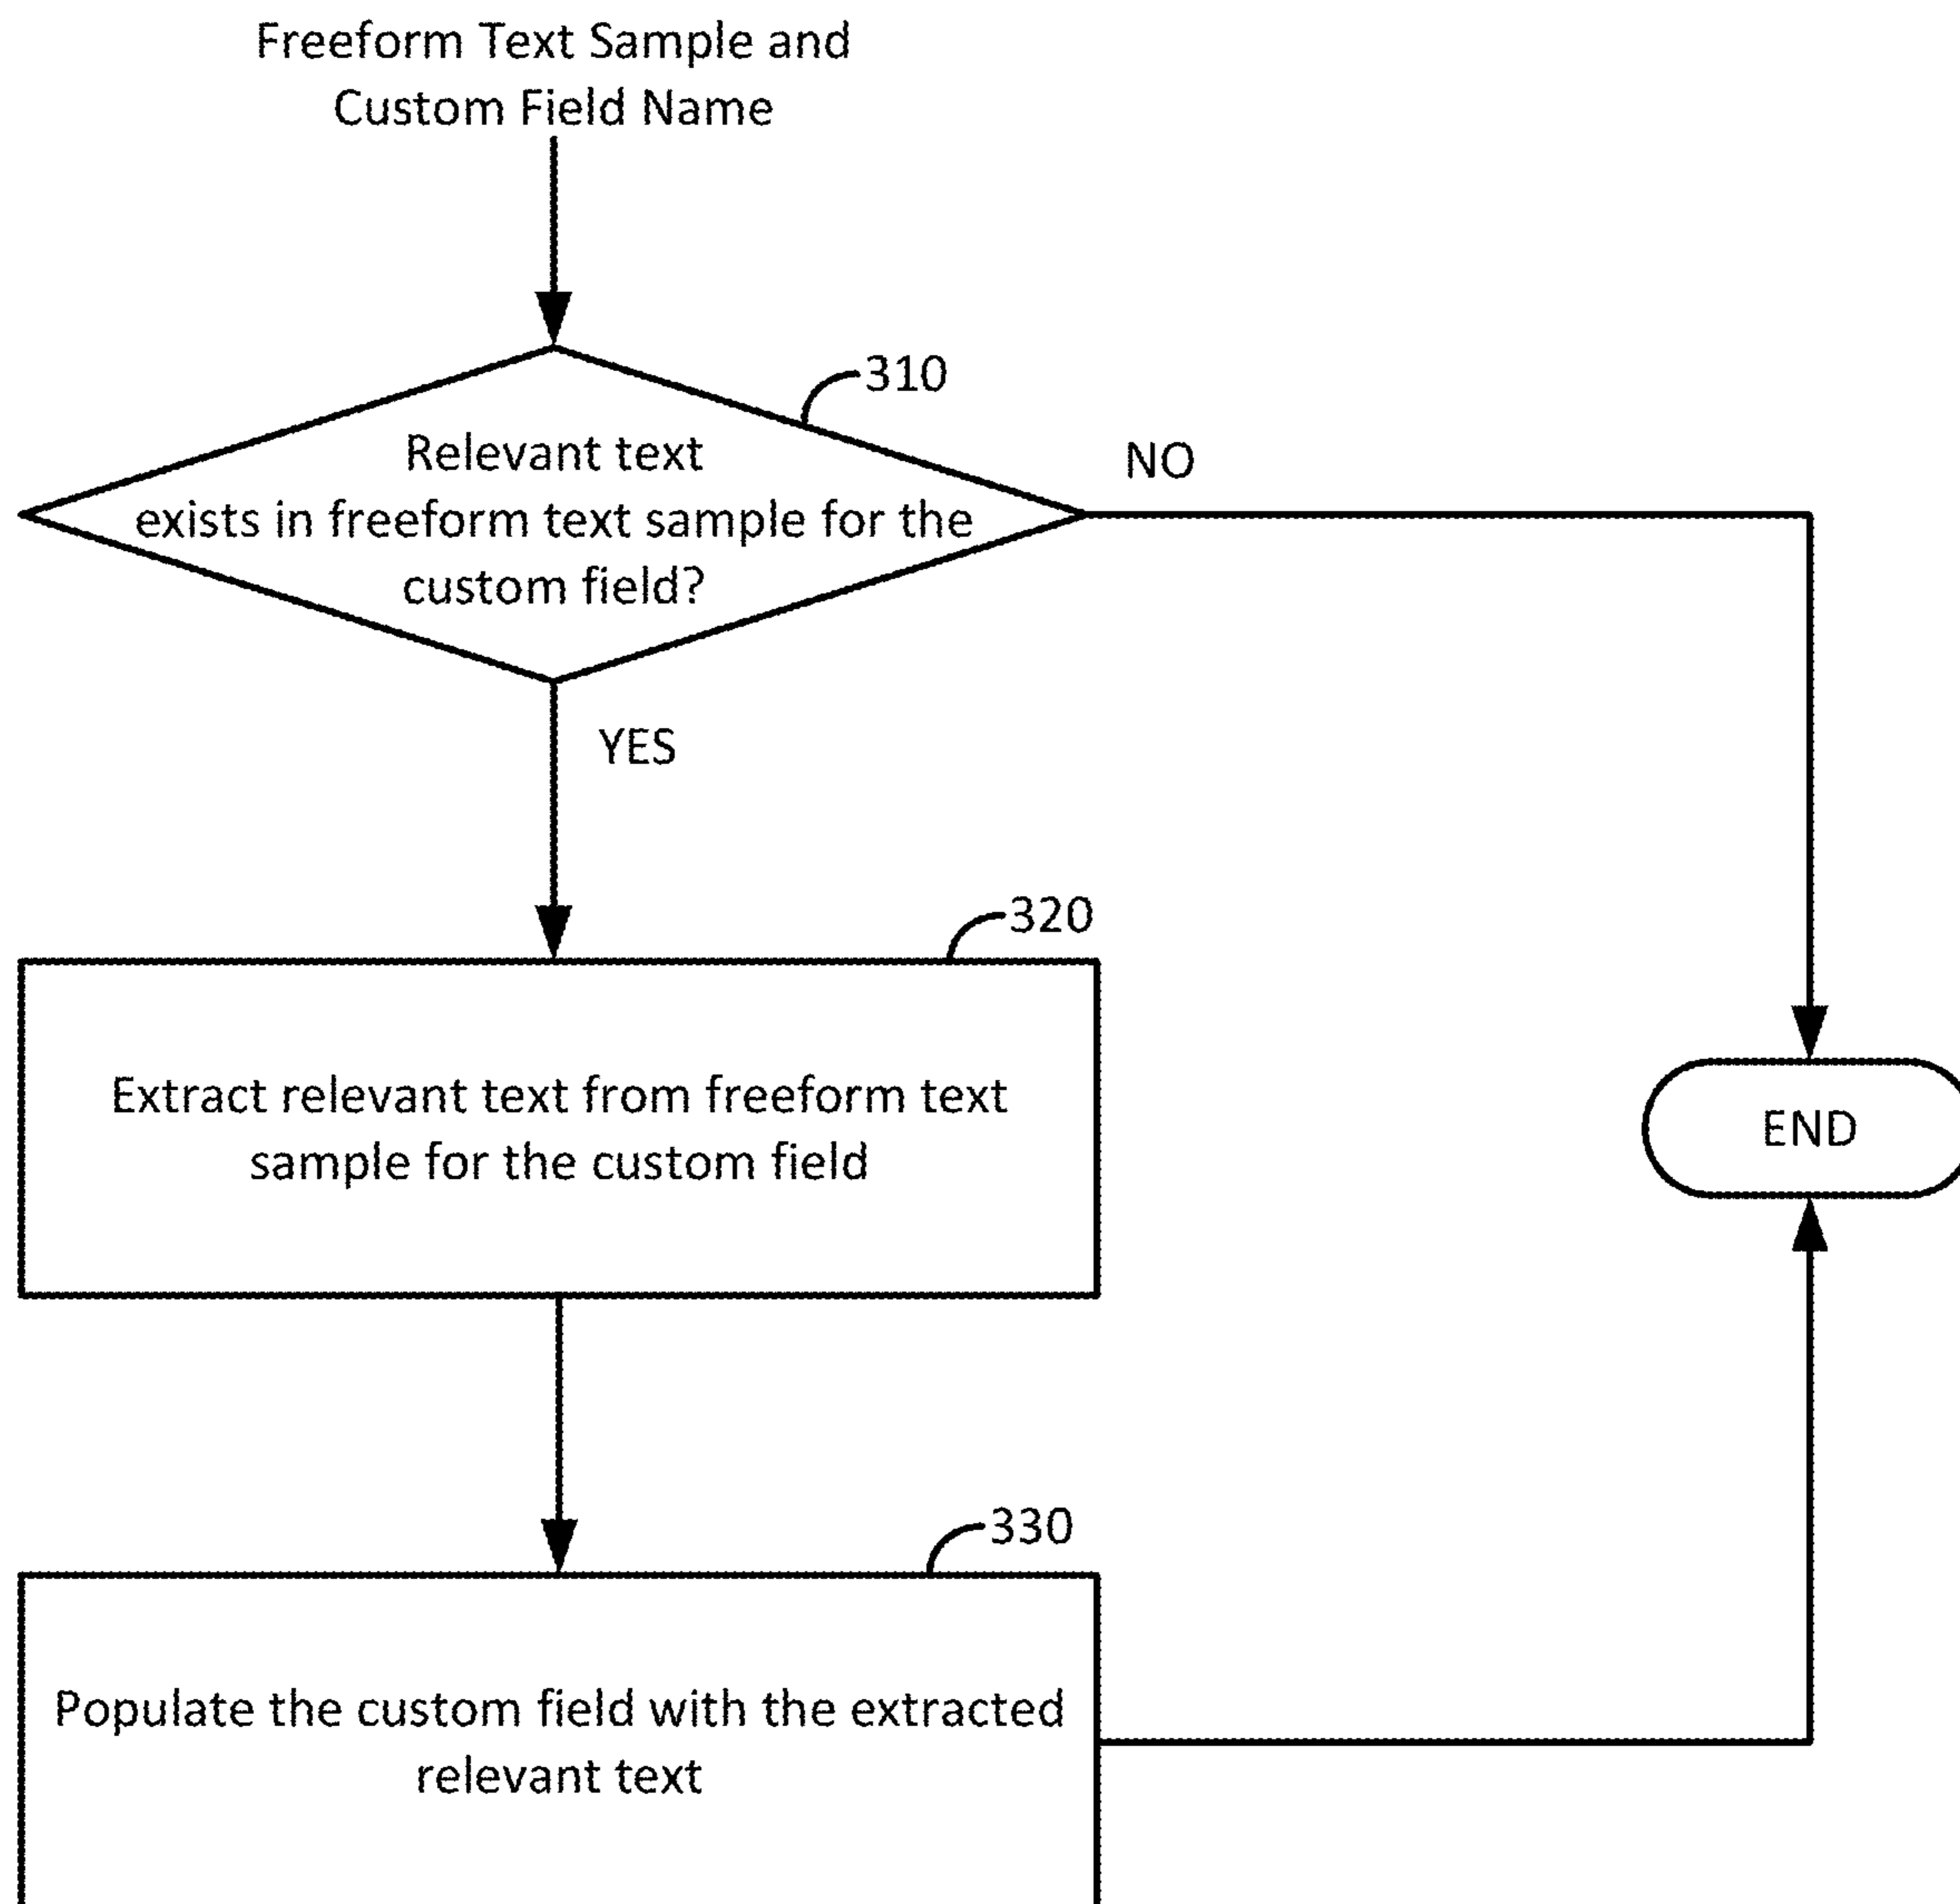 Freeform Text Sample and
Custom Field Name
310
Relevant text
exists in freeform text sample for the
custom field?
NO
YES
320
Extract relevant text from freeform text
sample for the custom field
END
330
Populate the custom field with the extracted
relevant text